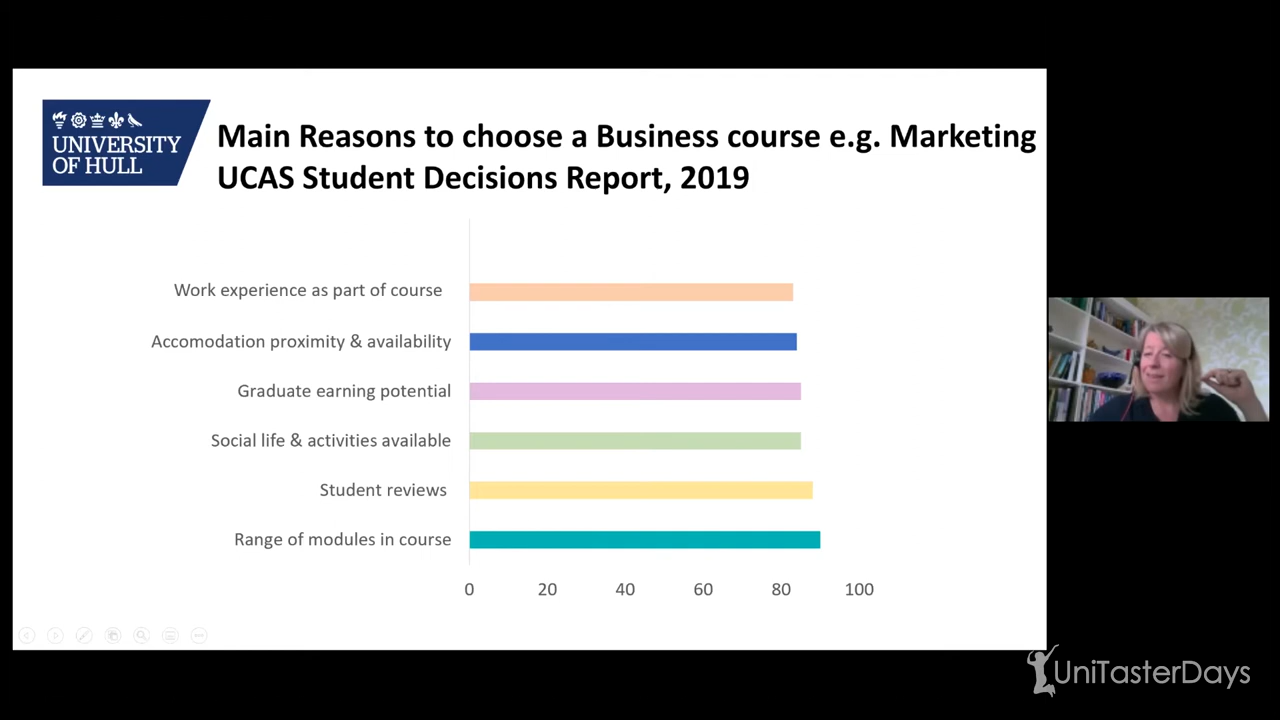 UNIVERSITY
OF HULL
Main Reasons to choose a Business course e.g. Marketing
UCAS Student Decisions Report, 2019
Work experience as part of course
Accomodation proximity & availability
Graduate earning potential
Social life & activities available
Student reviews
Range of modules in course
0 20 40 60 80 100
UniTasterDays